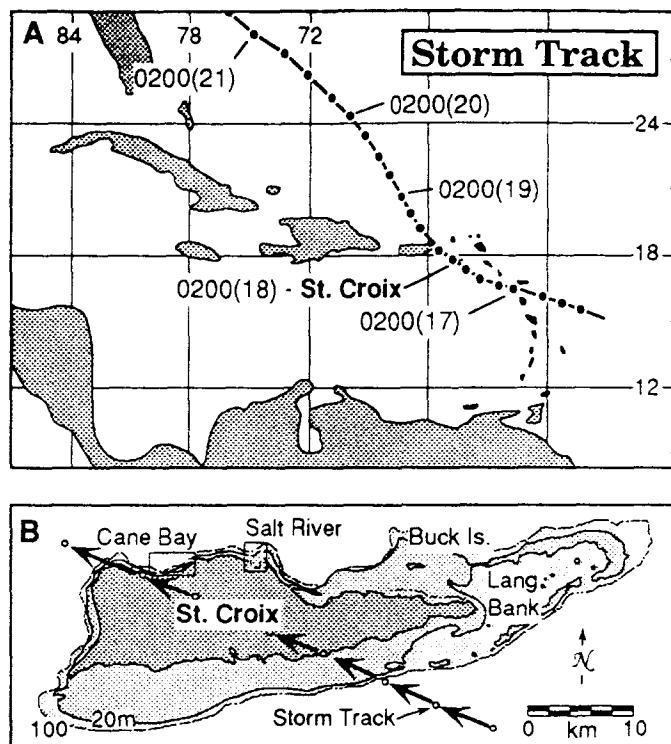 A 84 78 72 Storm Track
0200(21)
0200(20)
24
0200(19)
18
0200(18) - St. Croix
0200(17)
12
B
Cane Bay Salt River Buck Is.
Lang.
Bank
St. Croix
N
Storm Track
100 20m
0 km 10